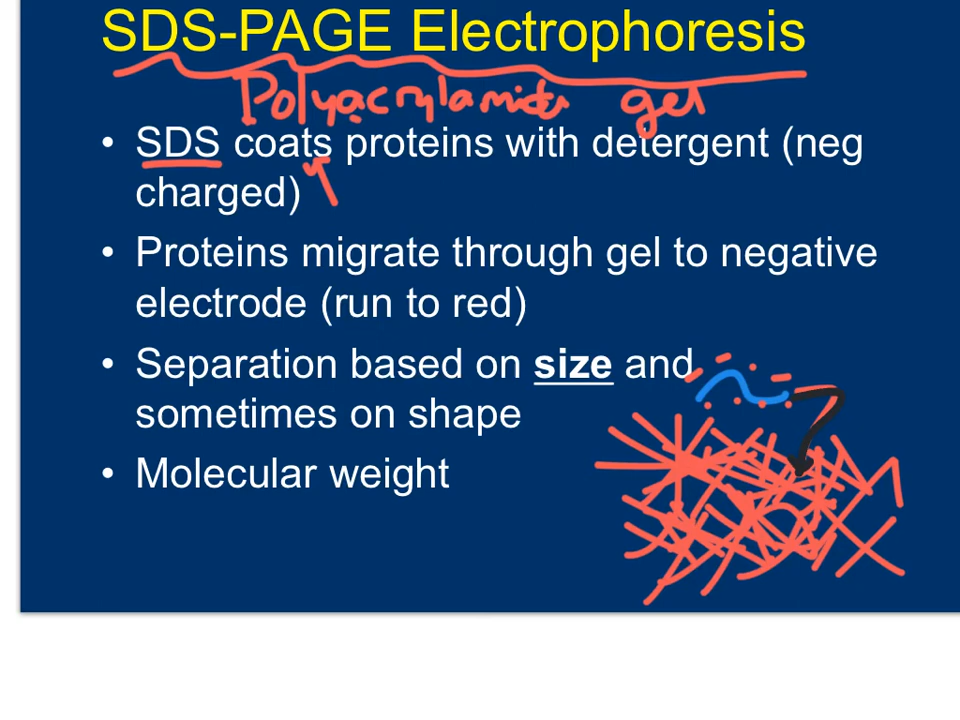 SDS-PAGE Electrophoresis
Polyacrylamide gel
• SDS coats proteins with detergent (neg
charged)
• Proteins migrate through gel to negative
electrode (run to red)
• Separation based on size and
sometimes on shape
• Molecular weight